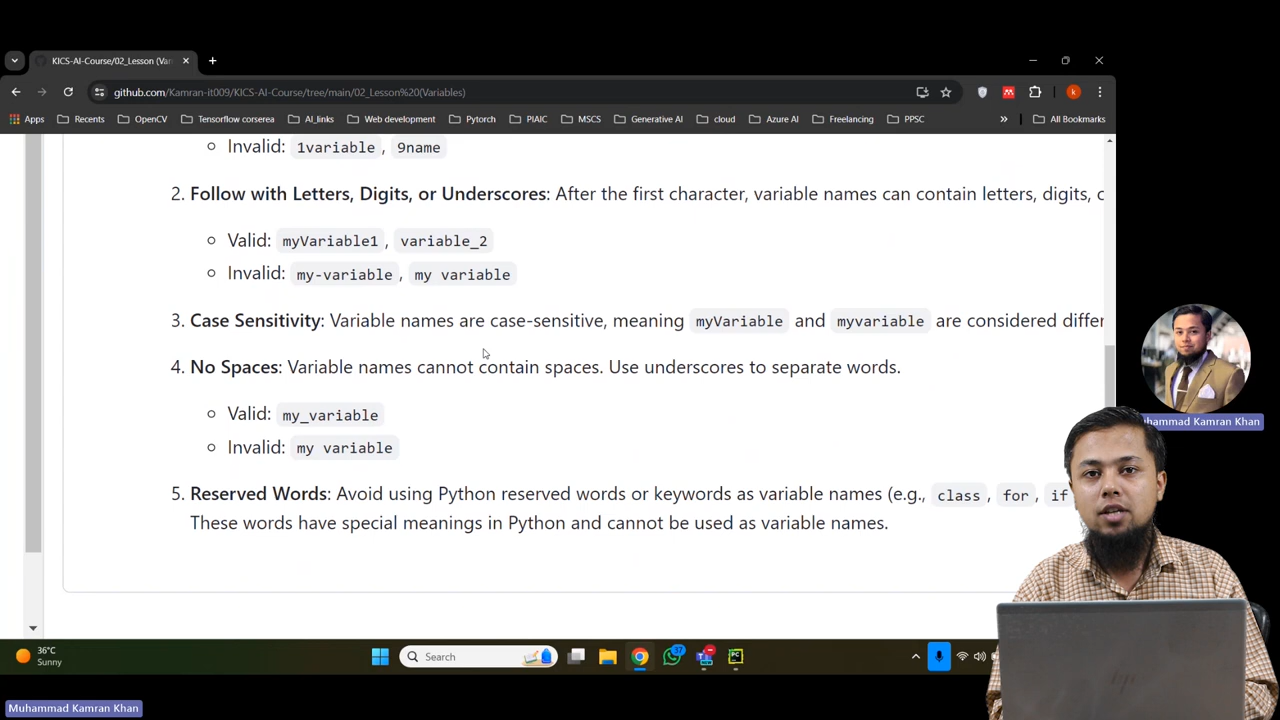 KICS-AI-Course/02_Lesson (Var
github.com/Kamran-it009/KICS-AI-Course/tree/main/02_Lesson%20(Variables)
k
Apps Recents OpenCV Tensorflow corserea AI_links Web development Pytorch PIAIC MSCS Generative AI cloud Azure AI Freelancing PPSC » All Bookmarks
Invalid: 1variable, 9name
2. Follow with Letters, Digits, or Underscores: After the first character, variable names can contain letters, digits, c
Valid: myVariable1, variable_2
Invalid: my-variable, my variable
3. Case Sensitivity: Variable names are case-sensitive, meaning myVariable and myvariable are considered differ
4. No Spaces: Variable names cannot contain spaces. Use underscores to separate words.
Valid: my_variable
Invalid: my variable
5. Reserved Words: Avoid using Python reserved words or keywords as variable names (e.g., class, for, if
These words have special meanings in Python and cannot be used as variable names.
uhammad Kamran Khan
36°C
Sunny
Search
37
PC
Muhammad Kamran Khan